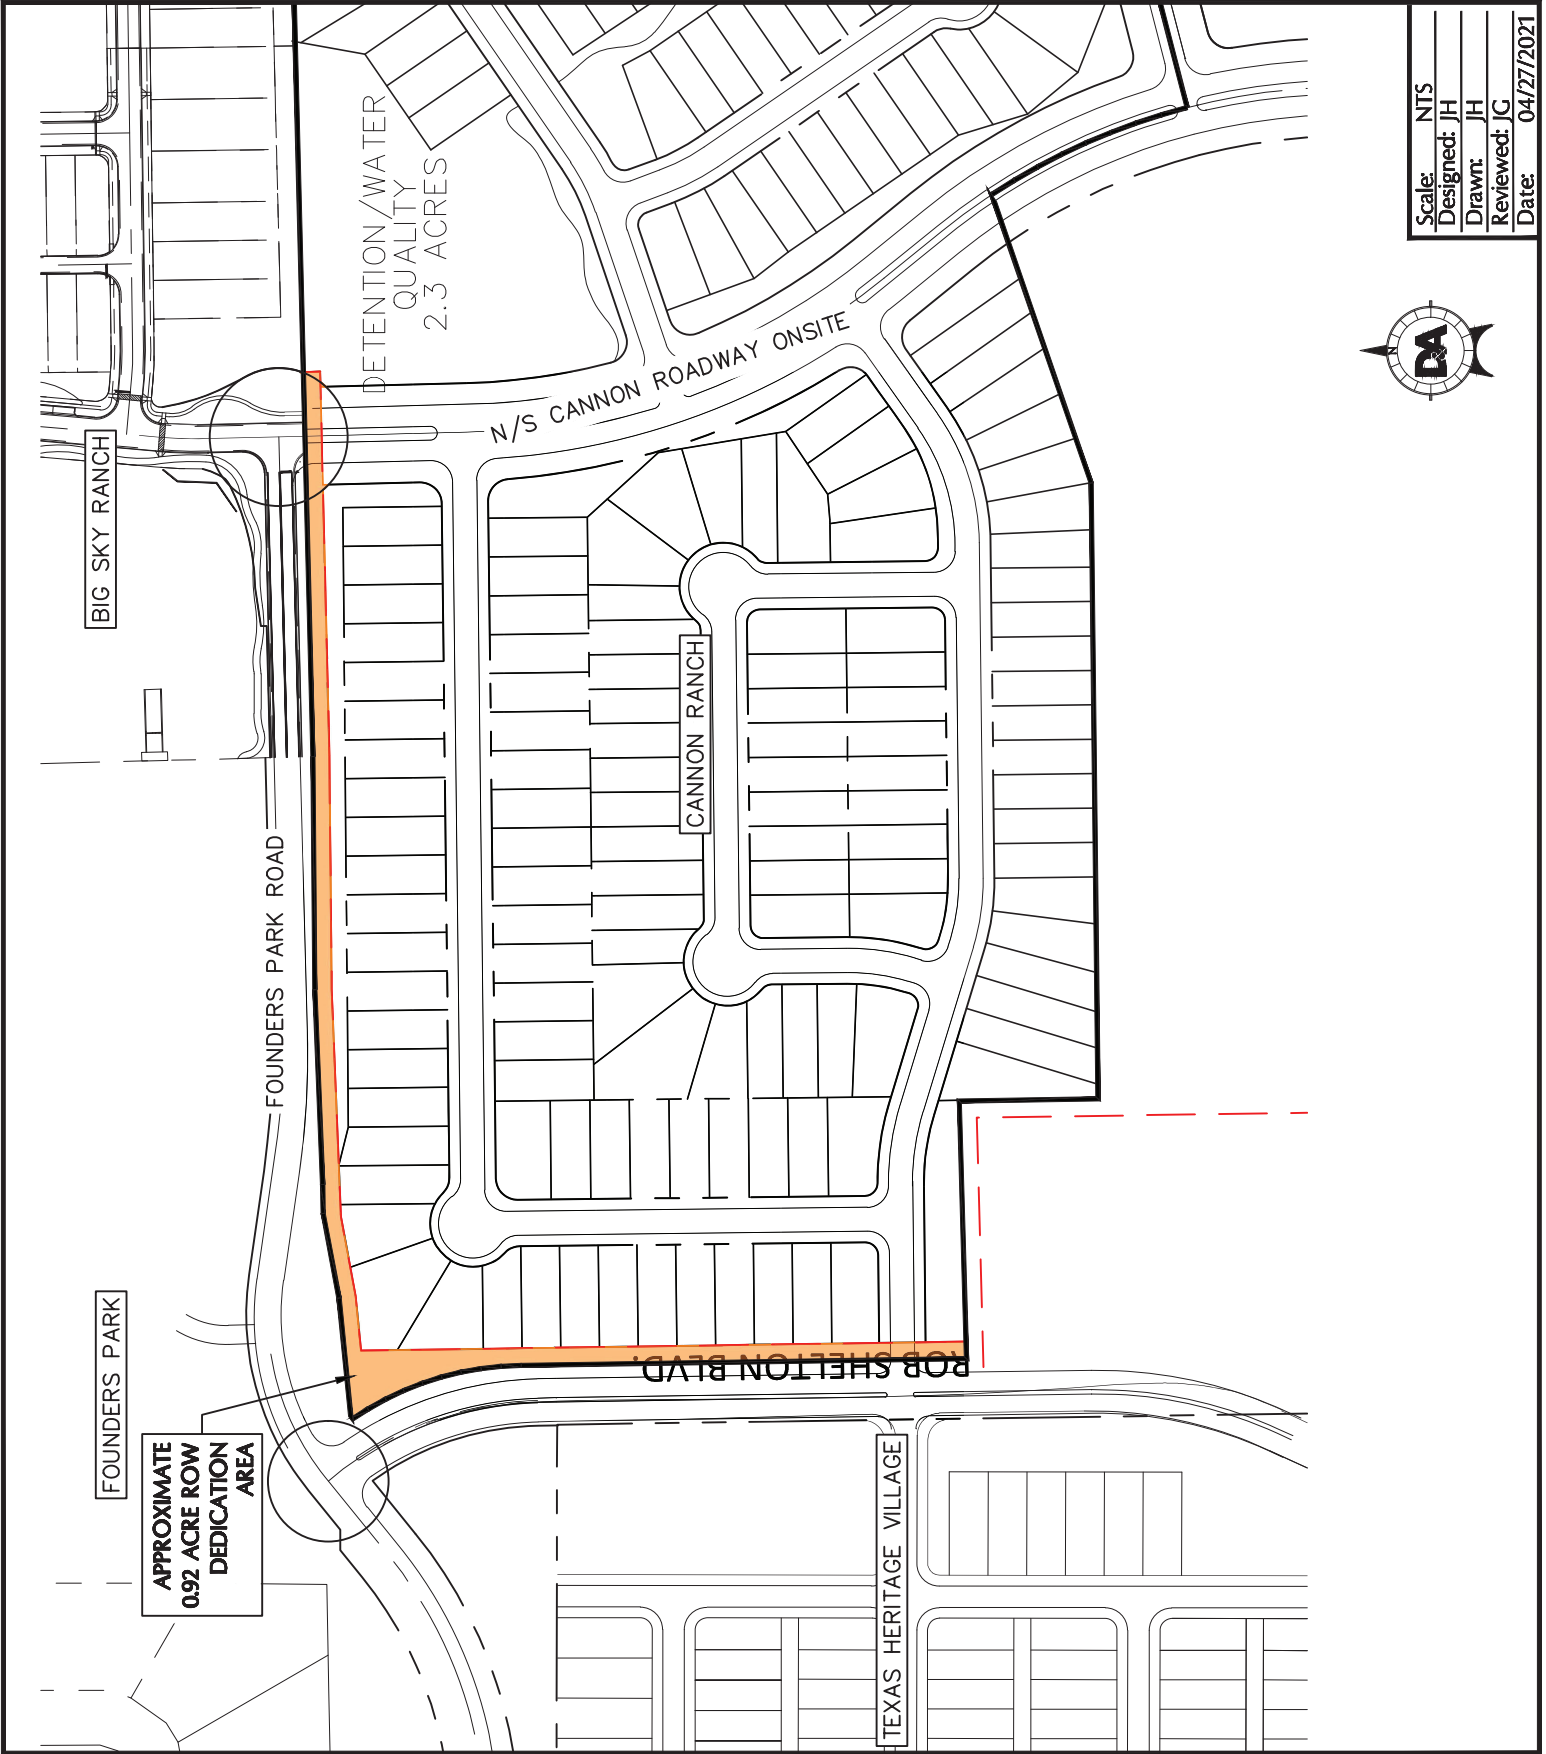 BIG SKY RANCH
DETENTION/WATER
QUALITY
2.3 ACRES
N/S CANNON ROADWAY ONSITE
FOUNDERS PARK ROAD
CANNON RANCH
FOUNDERS PARK
APPROXIMATE
0.92 ACRE ROW
DEDICATION
AREA
ROB SHELTON BLVD.
TEXAS HERITAGE VILLAGE
N
D&A
Scale: NTS
Designed: JH
Drawn: JH
Reviewed: JG
Date: 04/27/2021